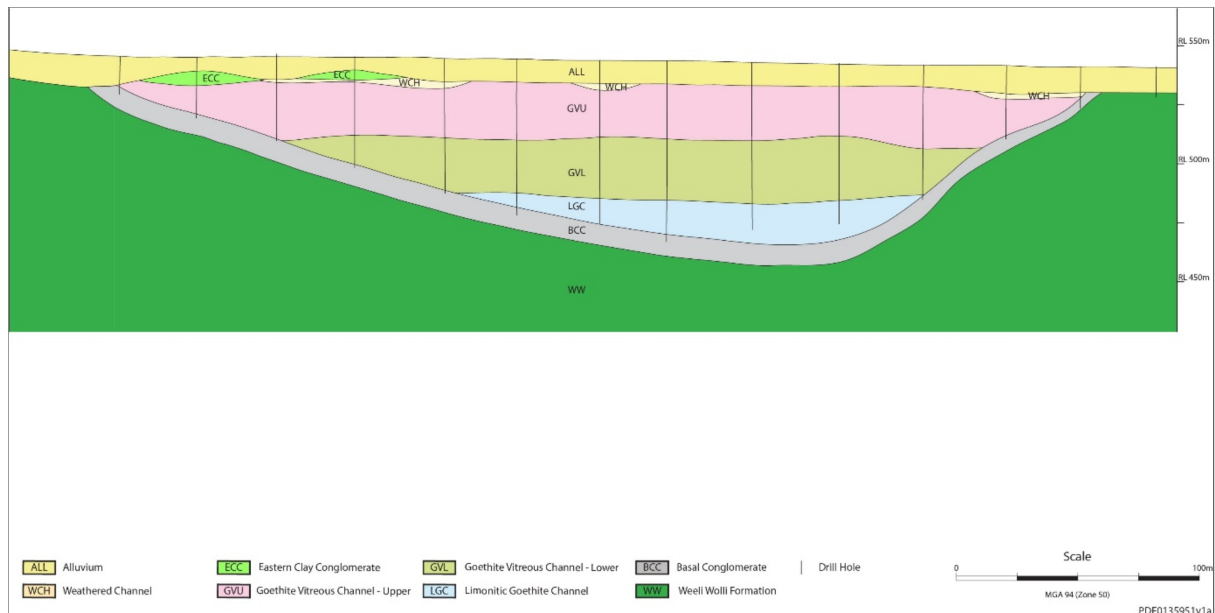 RL 550m
ECC
ECC
WCH
ALL
WCH
WCH
GVU
RL 500m
GVL
LGC
BCC
RL 450m
WW
ALL Alluvium
ECC Eastern Clay Conglomerate
GVL Goethite Vitreous Channel - Lower
BCC Basal Conglomerate
Drill Hole
WCH Weathered Channel
GVU Goethite Vitreous Channel - Upper
LGC Limonitic Goethite Channel
WW Weeli Wolli Formation
Scale
0 100m
MGA 94 (Zone 50)
PDF0135951v1a